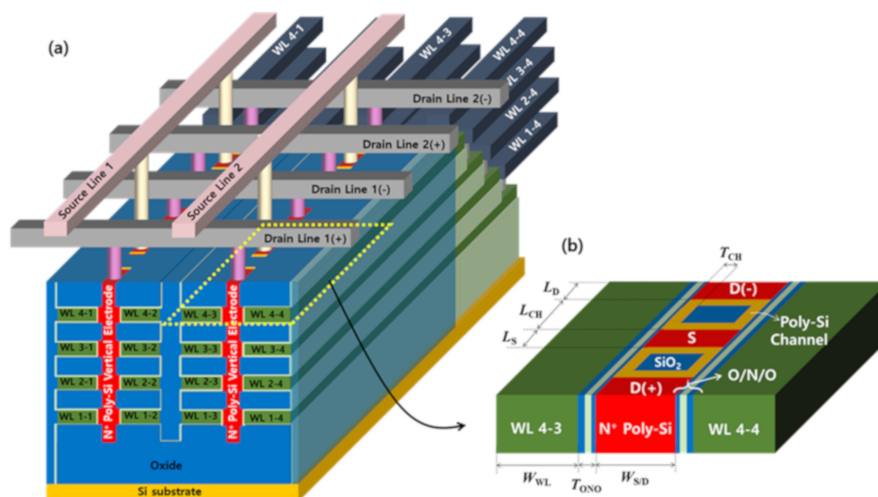 (a)
WL 4-1
WL 4-3
WL 4-4
WL 3-4
WL 2-4
WL 1-4
Drain Line 2(-)
Drain Line 2(+)
Drain Line 1(-)
Drain Line 1(+)
Source Line 1
Source Line 2
WL 4-1 WL 4-2 WL 4-3 WL 4-4
WL 3-1 WL 3-2 WL 3-3 WL 3-4
WL 2-1 WL 2-2 WL 2-3 WL 2-4
WL 1-1 WL 1-2 WL 1-3 WL 1-4
N⁺ Poly-Si Vertical Electrode
N⁺ Poly-Si Vertical Electrode
Oxide
Si substrate
(b)
T_CH
L_D
L_CH
L_S
D(-)
S
SiO₂
D(+)
Poly-Si
Channel
O/N/O
WL 4-3 N⁺ Poly-Si WL 4-4
W_WL T_ONO W_S/D